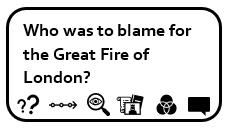 Who was to blame for
the Great Fire of
London?
??